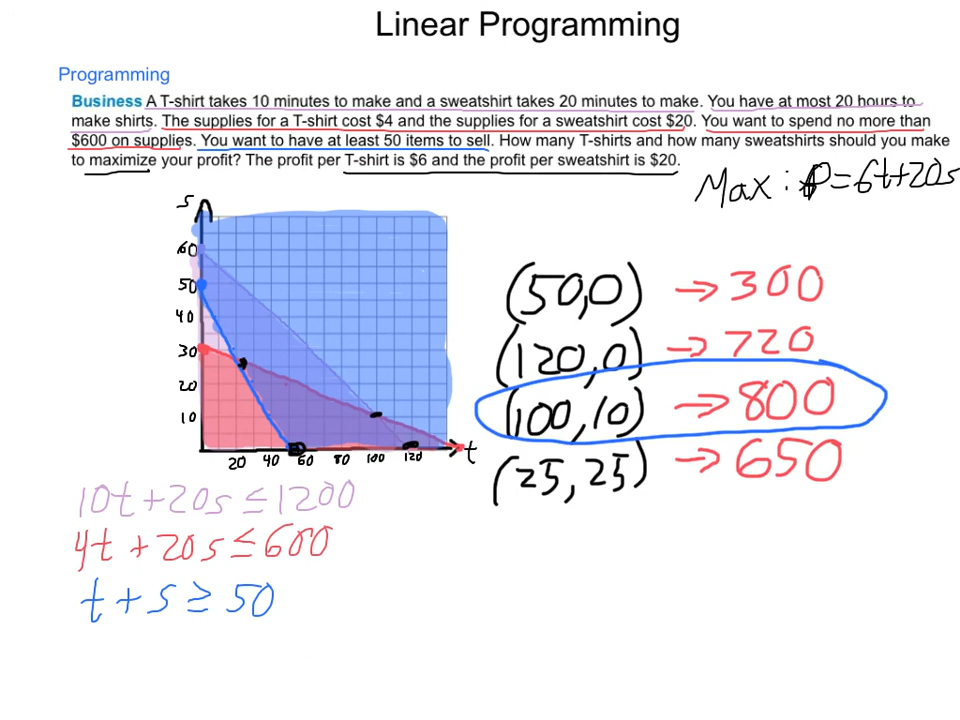 Linear Programming
Programming
Business A T-shirt takes 10 minutes to make and a sweatshirt takes 20 minutes to make. You have at most 20 hours to
make shirts. The supplies for a T-shirt cost $4 and the supplies for a sweatshirt cost $20. You want to spend no more than
$600 on supplies. You want to have at least 50 items to sell. How many T-shirts and how many sweatshirts should you make
to maximize your profit? The profit per T-shirt is $6 and the profit per sweatshirt is $20.
Max: P=6t+20s
s
60
50
40
30
20
10
20 40 60 80 100 120 t
(50,0) → 300
(120,0) → 720
(100,10) → 800
(25,25) → 650
10t+20s ≤ 1200
4t+20s ≤ 600
t+s ≥ 50